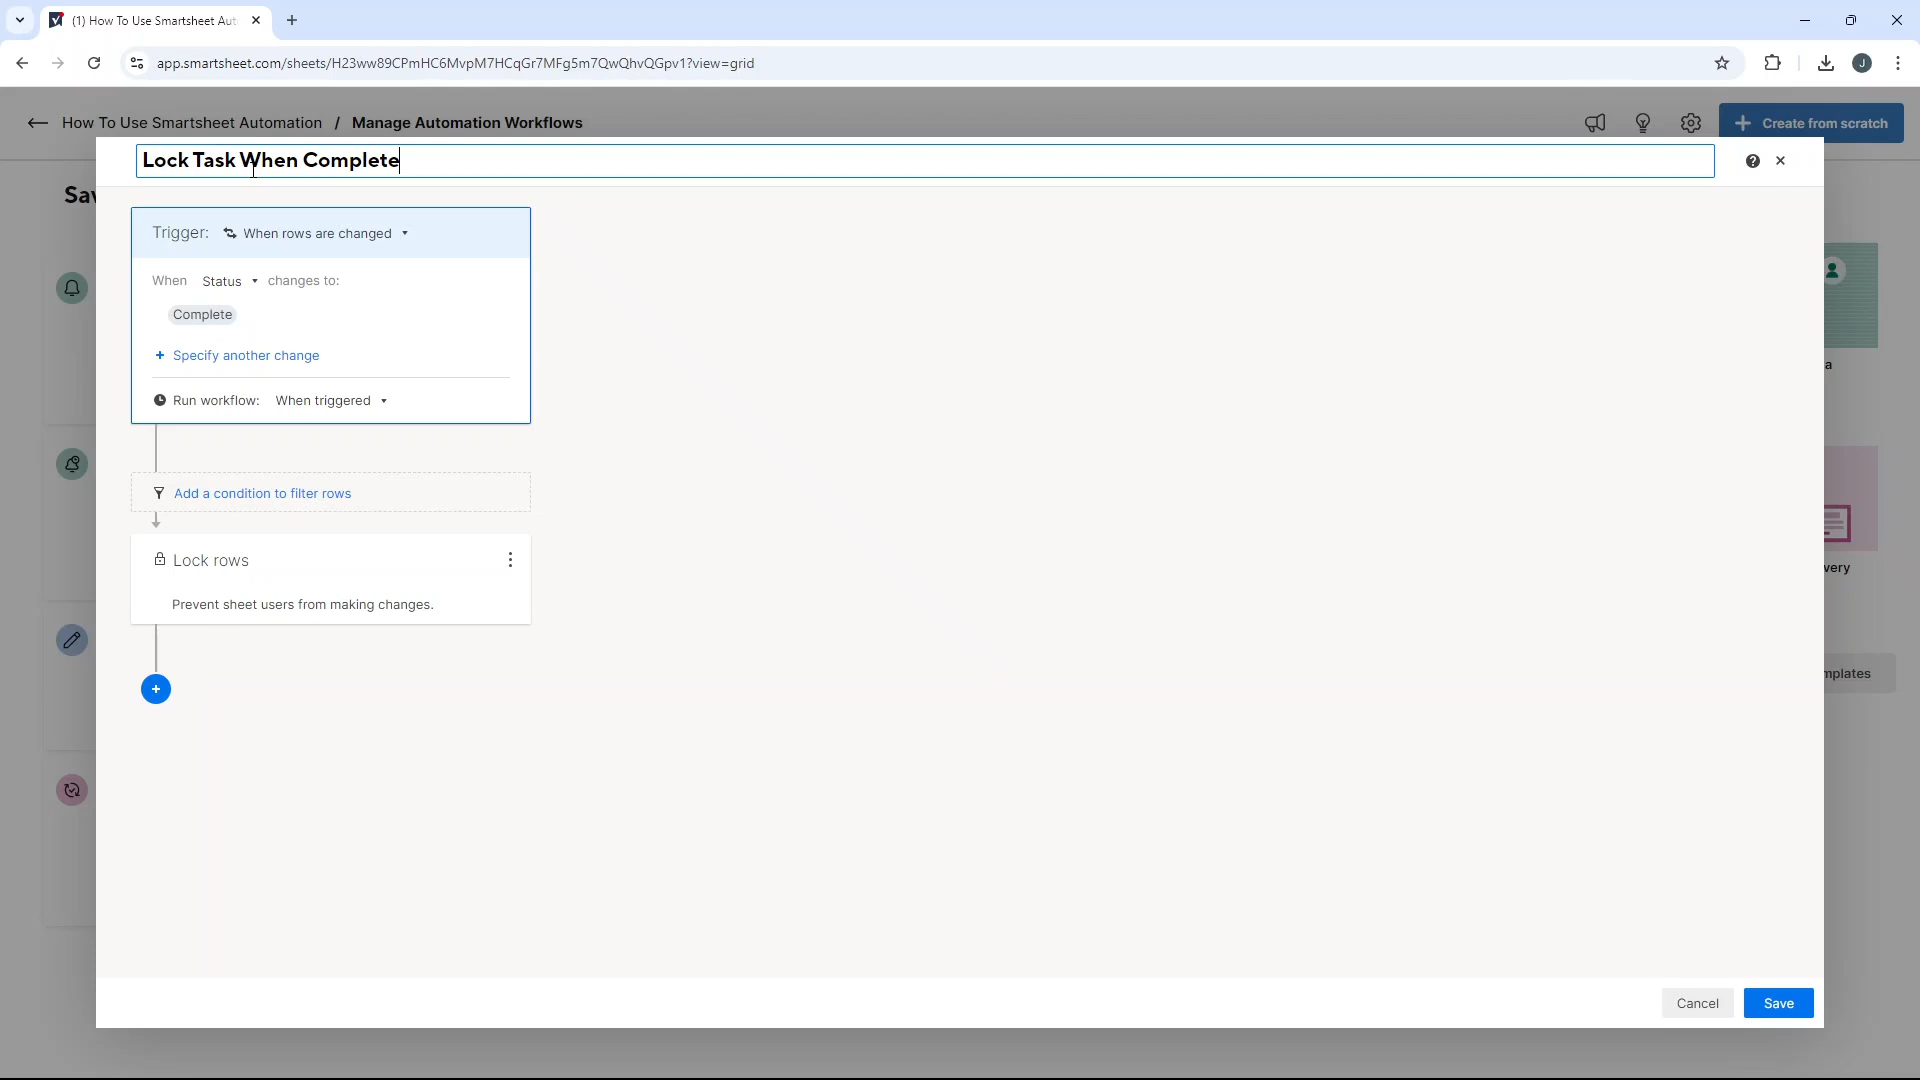 (1) How To Use Smartsheet Aut
app.smartsheet.com/sheets/H23ww89CPmHC6MvpM7HCqGr7MFg5m7QwQhvQGpv1?view=grid
J
How To Use Smartsheet Automation / Manage Automation Workflows
+ Create from scratch
Lock Task When Complete
Sav
Trigger: When rows are changed
When Status changes to:
Complete
+ Specify another change
Run workflow: When triggered
a
Add a condition to filter rows
Lock rows
Prevent sheet users from making changes.
very
mplates
Cancel
Save